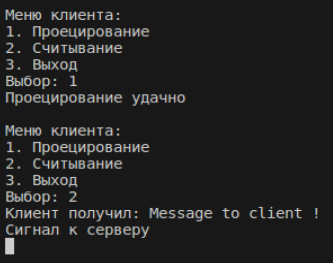 Меню клиента:
1. Проецирование
2. Считывание
3. Выход
Выбор: 1
Проецирование удачно
Меню клиента:
1. Проецирование
2. Считывание
3. Выход
Выбор: 2
Клиент получил: Message to client !
Сигнал к серверу